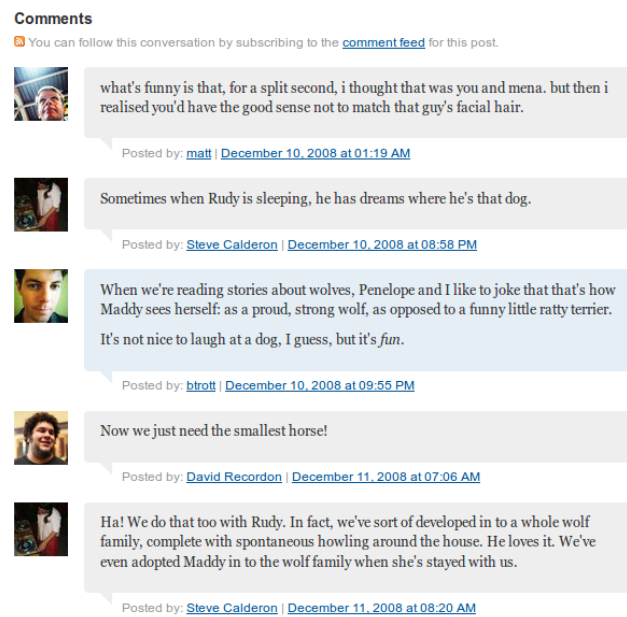 Comments
You can follow this conversation by subscribing to the comment feed for this post.
what's funny is that, for a split second, i thought that was you and mena. but then i
realised you'd have the good sense not to match that guy's facial hair.
Posted by: matt | December 10, 2008 at 01:19 AM
Sometimes when Rudy is sleeping, he has dreams where he's that dog.
Posted by: Steve Calderon | December 10, 2008 at 08:58 PM
When we're reading stories about wolves, Penelope and I like to joke that that's how
Maddy sees herself: as a proud, strong wolf, as opposed to a funny little ratty terrier.
It's not nice to laugh at a dog, I guess, but it's fun.
Posted by: btrott | December 10, 2008 at 09:55 PM
Now we just need the smallest horse!
Posted by: David Recordon | December 11, 2008 at 07:06 AM
Ha! We do that too with Rudy. In fact, we've sort of developed in to a whole wolf
family, complete with spontaneous howling around the house. He loves it. We've
even adopted Maddy in to the wolf family when she's stayed with us.
Posted by: Steve Calderon | December 11, 2008 at 08:20 AM